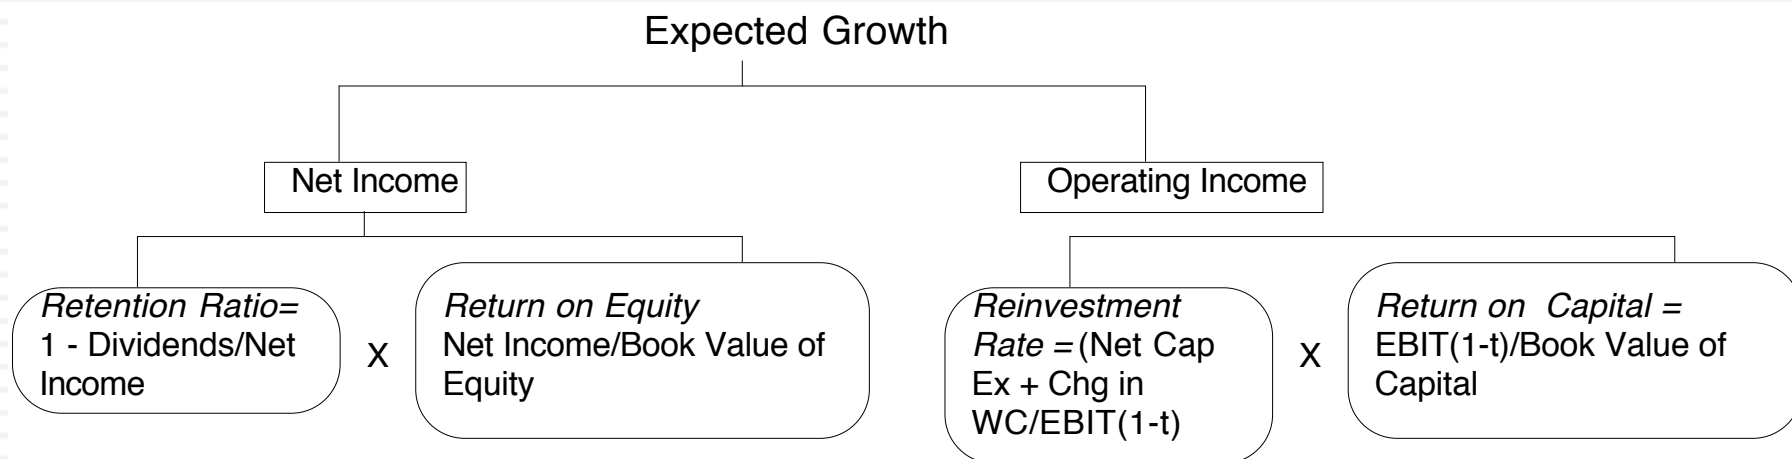 Expected Growth
Net Income
Operating Income
Retention Ratio=
1 - Dividends/Net
Income
X
Return on Equity
Net Income/Book Value of
Equity
Reinvestment
Rate = (Net Cap
Ex + Chg in
WC/EBIT(1-t)
X
Return on Capital =
EBIT(1-t)/Book Value of
Capital